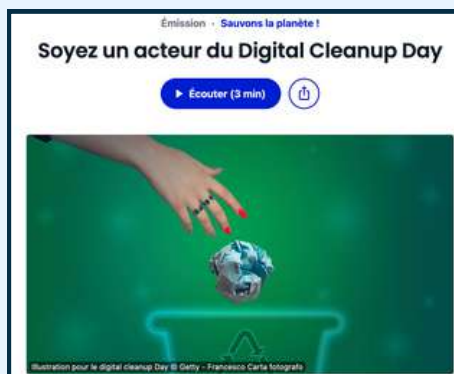 Émission - Sauvons la planète !
Soyez un acteur du Digital Cleanup Day
Écouter (3 min)
Illustration pour le digital cleanup Day © Getty - Francesco Carta fotografo